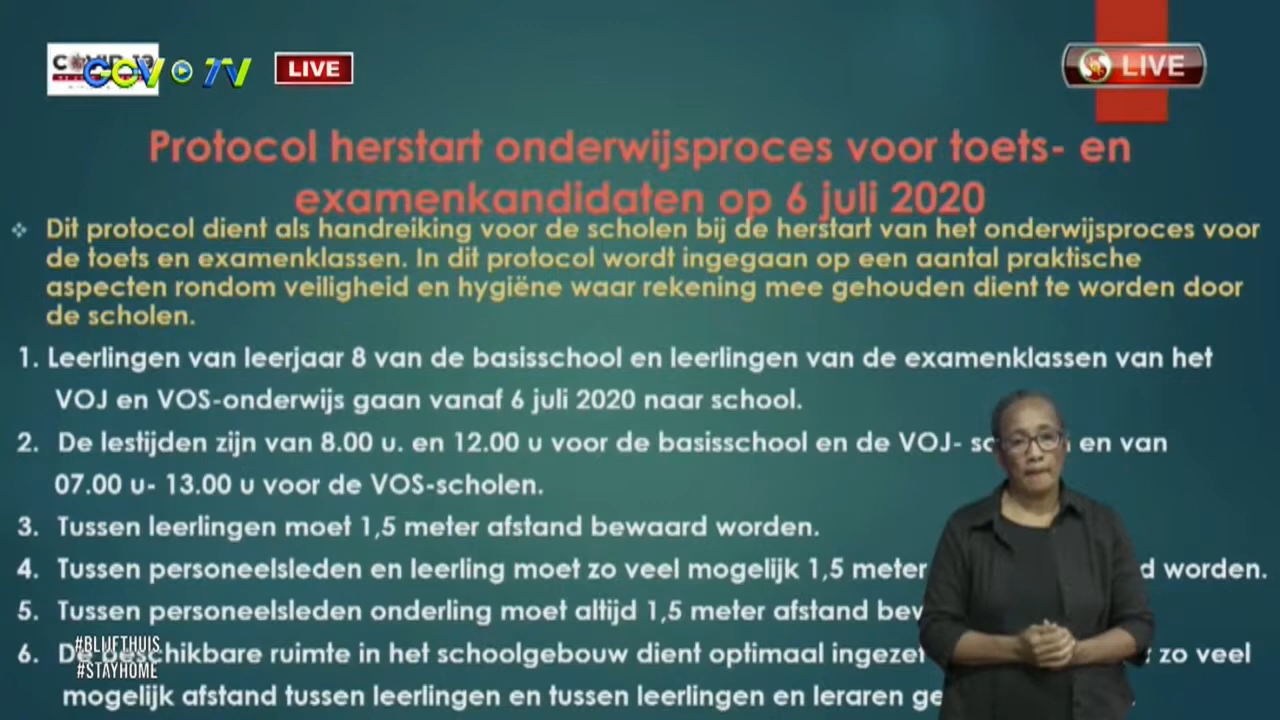 COVID-19
GOV TV
LIVE
LIVE
Protocol herstart onderwijsproces voor toets- en
examenkandidaten op 6 juli 2020
Dit protocol dient als handreiking voor de scholen bij de herstart van het onderwijsproces voor
de toets en examenklassen. In dit protocol wordt ingegaan op een aantal praktische
aspecten rondom veiligheid en hygiëne waar rekening mee gehouden dient te worden door
de scholen.
1. Leerlingen van leerjaar 8 van de basisschool en leerlingen van de examenklassen van het
VOJ en VOS-onderwijs gaan vanaf 6 juli 2020 naar school.
2. De lestijden zijn van 8.00 u. en 12.00 u voor de basisschool en de VOJ- en van
07.00 u- 13.00 u voor de VOS-scholen.
3. Tussen leerlingen moet 1,5 meter afstand bewaard worden.
4. Tussen personeelsleden en leerling moet zo veel mogelijk 1,5 meter worden.
5. Tussen personeelsleden onderling moet altijd 1,5 meter afstand
#BLIJFTHUIS
#STAYHOME
6. De beschikbare ruimte in het schoolgebouw dient optimaal zo veel
mogelijk afstand tussen leerlingen en tussen leerlingen en leraren